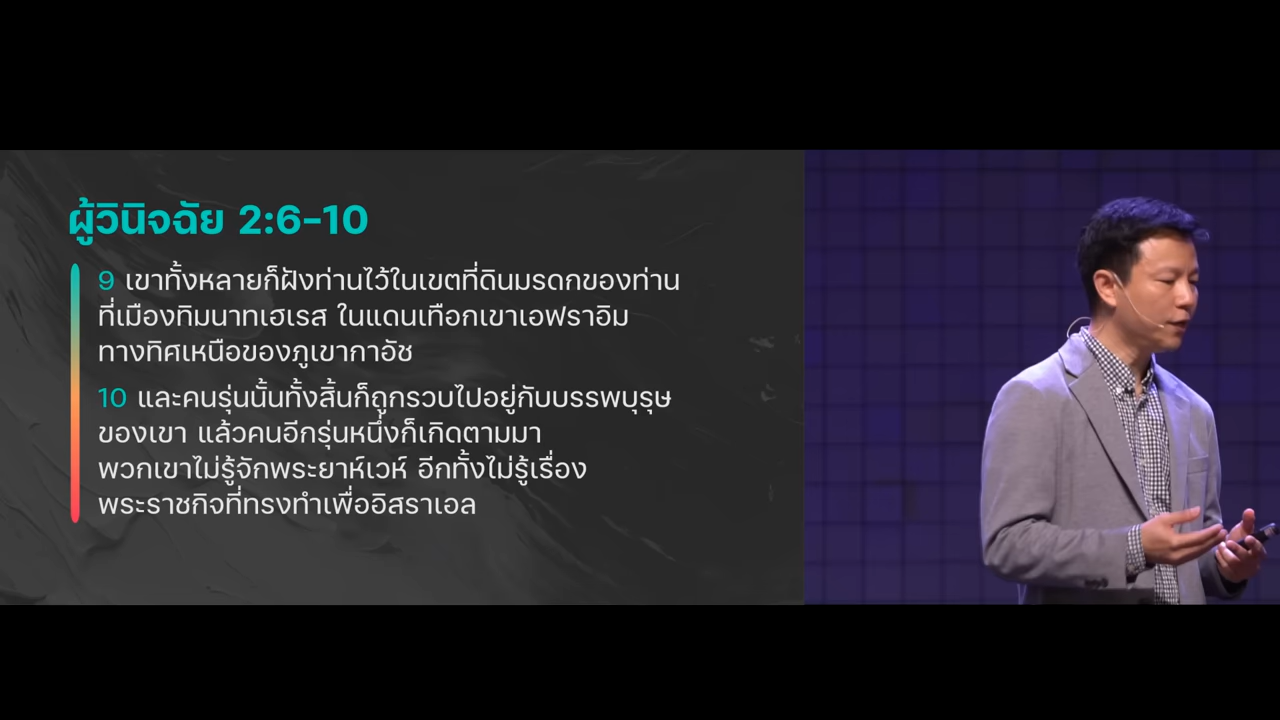 ผู้วินิจฉัย 2:6-10
9 เขาทั้งหลายก็ฝังท่านไว้ในเขตที่ดินมรดกของท่าน
ที่เมืองทิมนาทเฮเรส ในแดนเทือกเขาเอฟราอิม
ทางทิศเหนือของภูเขากาอัช
10 และคนรุ่นนั้นทั้งสิ้นก็ถูกรวบไปอยู่กับบรรพบุรุษ
ของเขา แล้วคนอีกรุ่นหนึ่งก็เกิดตามมา
พวกเขาไม่รู้จักพระยาห์เวห์ อีกทั้งไม่รู้เรื่อง
พระราชกิจที่ทรงทำเพื่ออิสราเอล